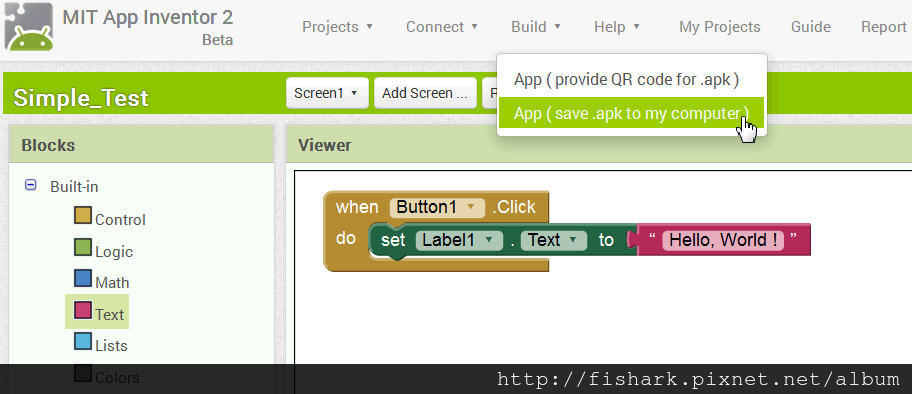 MIT App Inventor 2
Beta
Projects Connect Build Help My Projects Guide Report
App ( provide QR code for .apk )
App ( save .apk to my computer )
Simple_Test
Screen1 Add Screen ...
Blocks
Viewer
Built-in
Control
Logic
Math
Text
Lists
Colors
when Button1 .Click
do set Label1 . Text to “ Hello, World ! ”
http://fishark.pixnet.net/album